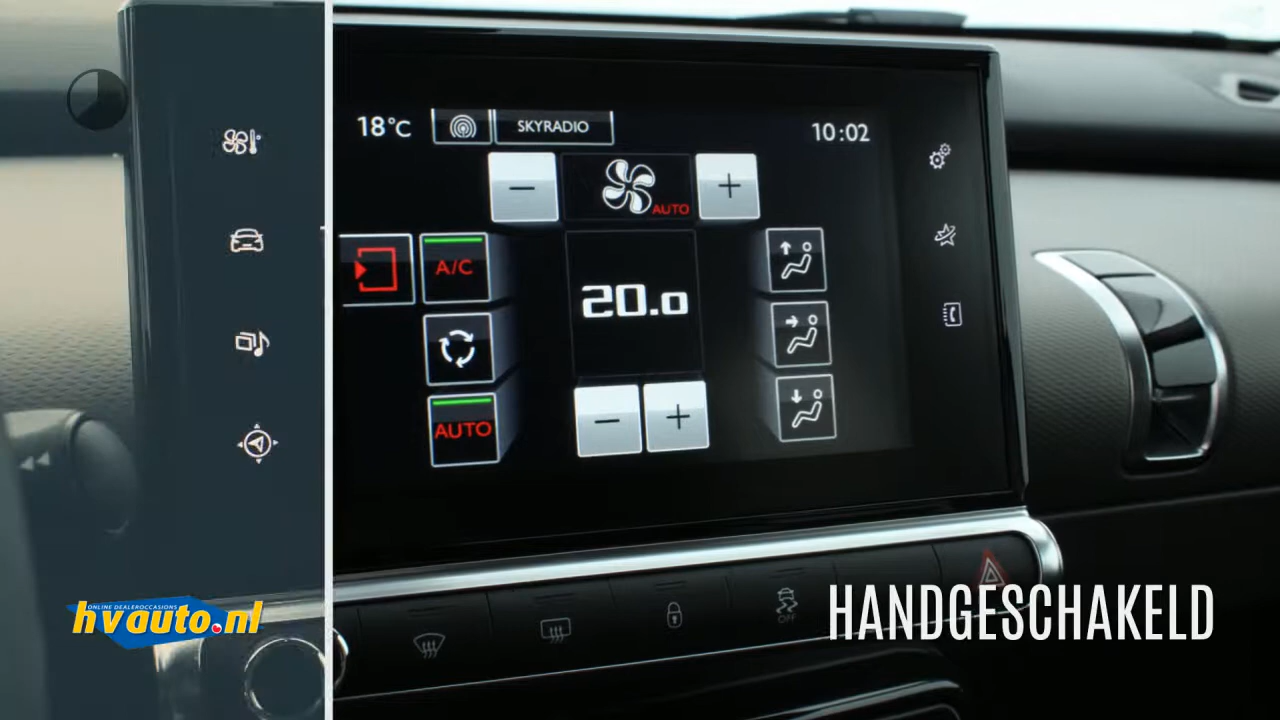 18°C
SKYRADIO
10:02
−
AUTO
+
A/C
20.0
AUTO
−
+
OFF
HANDGESCHAKELD
ONLINE DEALEROCCASIONS
hvauto.nl